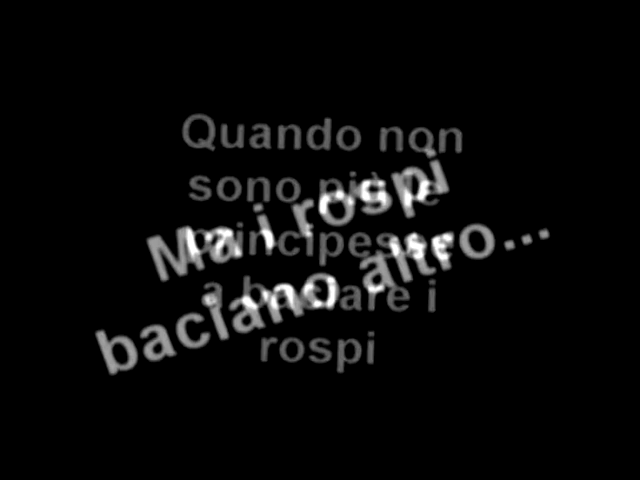 Quando non
sono più le
principesse
a baciare i
rospi
Ma i rospi
baciano altro...